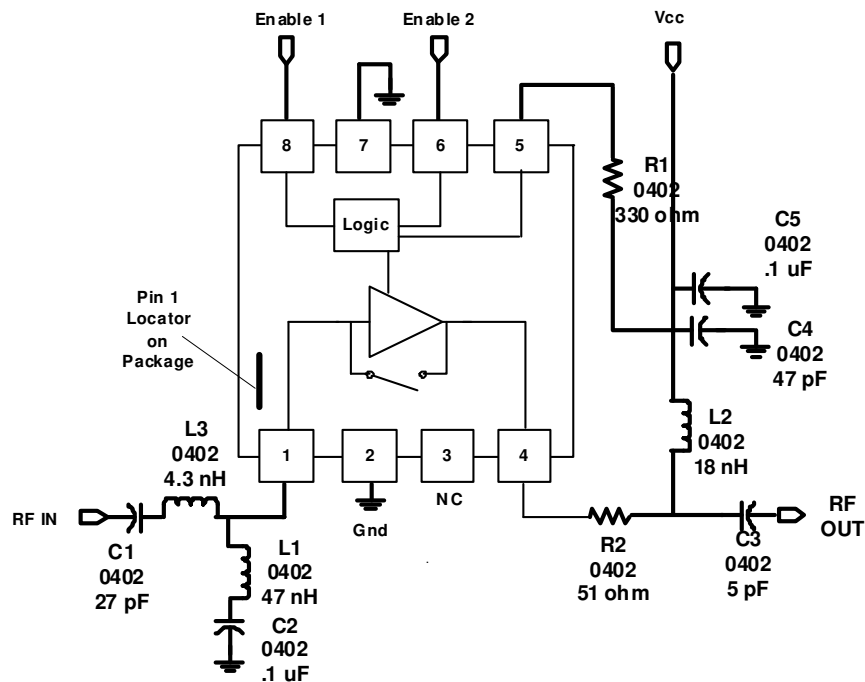 Enable 1
Enable 2
Vcc
8
7
6
5
R1
0402
330 ohm
Logic
C5
0402
.1 uF
Pin 1
Locator
on
Package
C4
0402
47 pF
L3
0402
4.3 nH
1
2
3
4
L2
0402
18 nH
NC
RF IN
Gnd
RF
OUT
C1
0402
27 pF
L1
0402
47 nH
R2
0402
51 ohm
C3
0402
5 pF
C2
0402
.1 uF